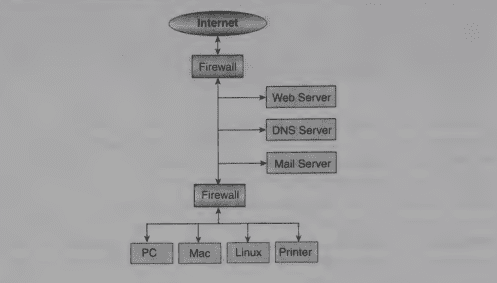 Internet
Firewall
Web Server
DNS Server
Mail Server
Firewall
PC
Mac
Linux
Printer